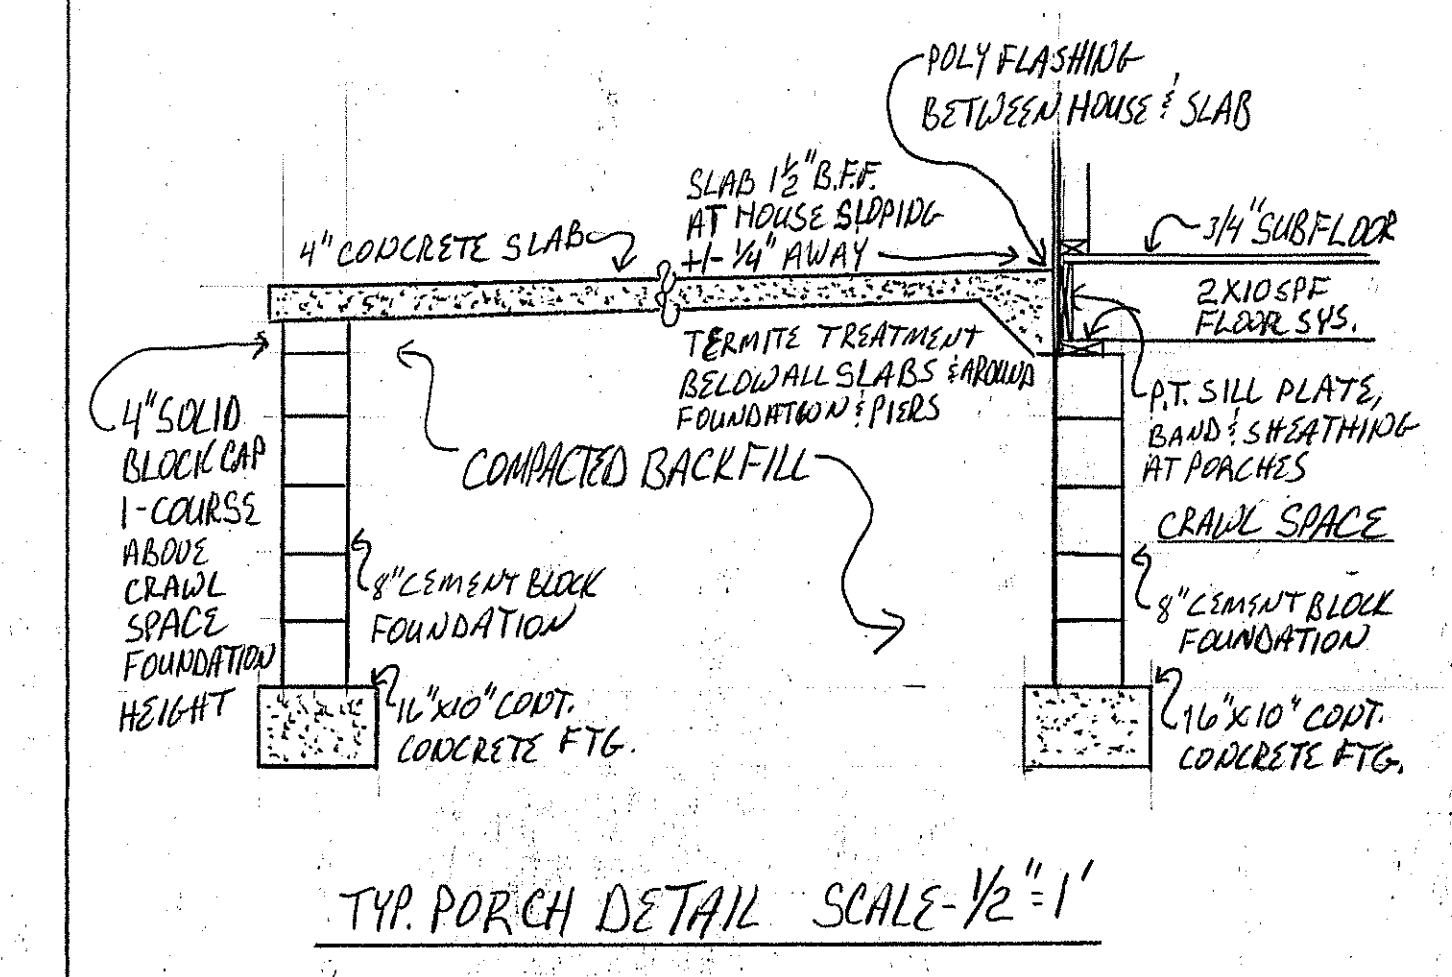 POLY FLASHING
BETWEEN HOUSE & SLAB
SLAB 1 1/2" B.F.F.
AT HOUSE SLOPING
+/- 1/4" AWAY
4" CONCRETE SLAB
3/4" SUBFLOOR
2X10 SPF
FLOOR SYS.
TERMITE TREATMENT
BELOW ALL SLABS & AROUND
FOUNDATION & PIERS
4" SOLID
BLOCK CAP
1-COURSE
ABOVE
CRAWL
SPACE
FOUNDATION
HEIGHT
COMPACTED BACKFILL
P.T. SILL PLATE,
BAND & SHEATHING
AT PORCHES
CRAWL SPACE
8" CEMENT BLOCK
FOUNDATION
8" CEMENT BLOCK
FOUNDATION
16"X10" CONT.
CONCRETE FTG.
16"X10" CONT.
CONCRETE FTG.
TYP. PORCH DETAIL SCALE-1/2"=1'